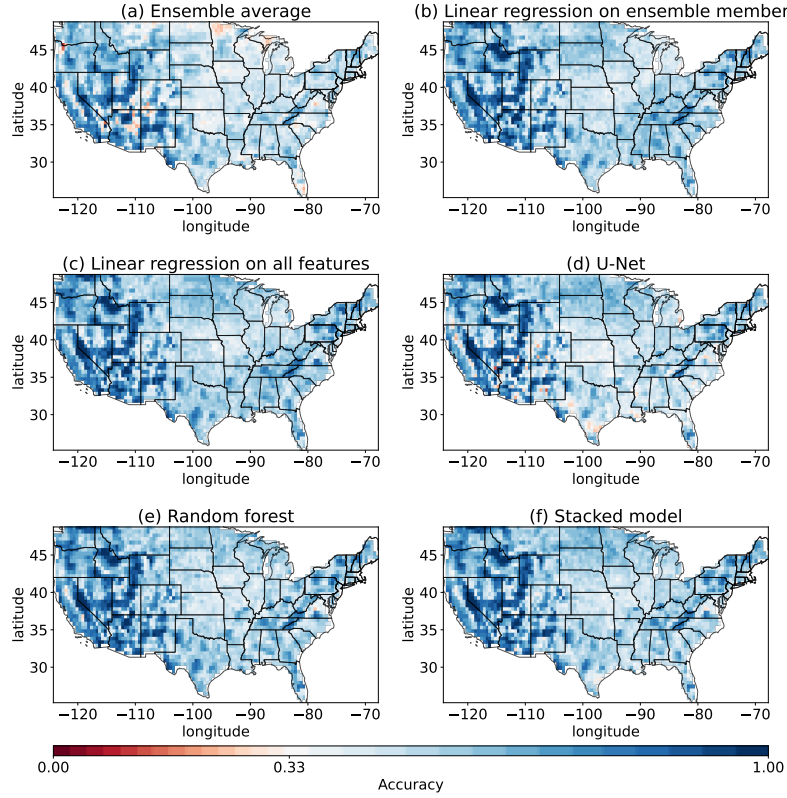 (a) Ensemble average
(b) Linear regression on ensemble member
45
40
35
30
latitude
−120 −110 −100 −90 −80 −70
longitude
45
40
35
30
latitude
−120 −110 −100 −90 −80 −70
longitude
(c) Linear regression on all features
(d) U-Net
45
40
35
30
latitude
−120 −110 −100 −90 −80 −70
longitude
45
40
35
30
latitude
−120 −110 −100 −90 −80 −70
longitude
(e) Random forest
(f) Stacked model
45
40
35
30
latitude
−120 −110 −100 −90 −80 −70
longitude
45
40
35
30
latitude
−120 −110 −100 −90 −80 −70
longitude
0.00 0.33 1.00
Accuracy